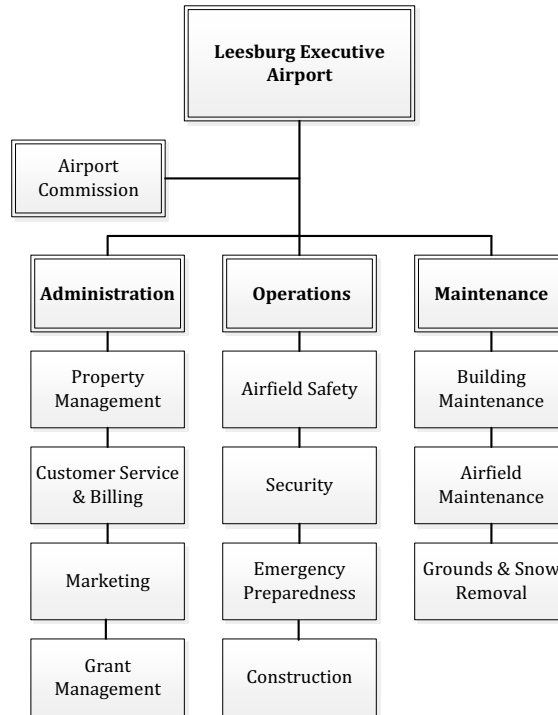 Leesburg Executive
Airport
Airport
Commission
Administration
Operations
Maintenance
Property
Management
Airfield Safety
Building
Maintenance
Customer Service
& Billing
Security
Airfield
Maintenance
Marketing
Emergency
Preparedness
Grounds & Snow
Removal
Grant
Management
Construction